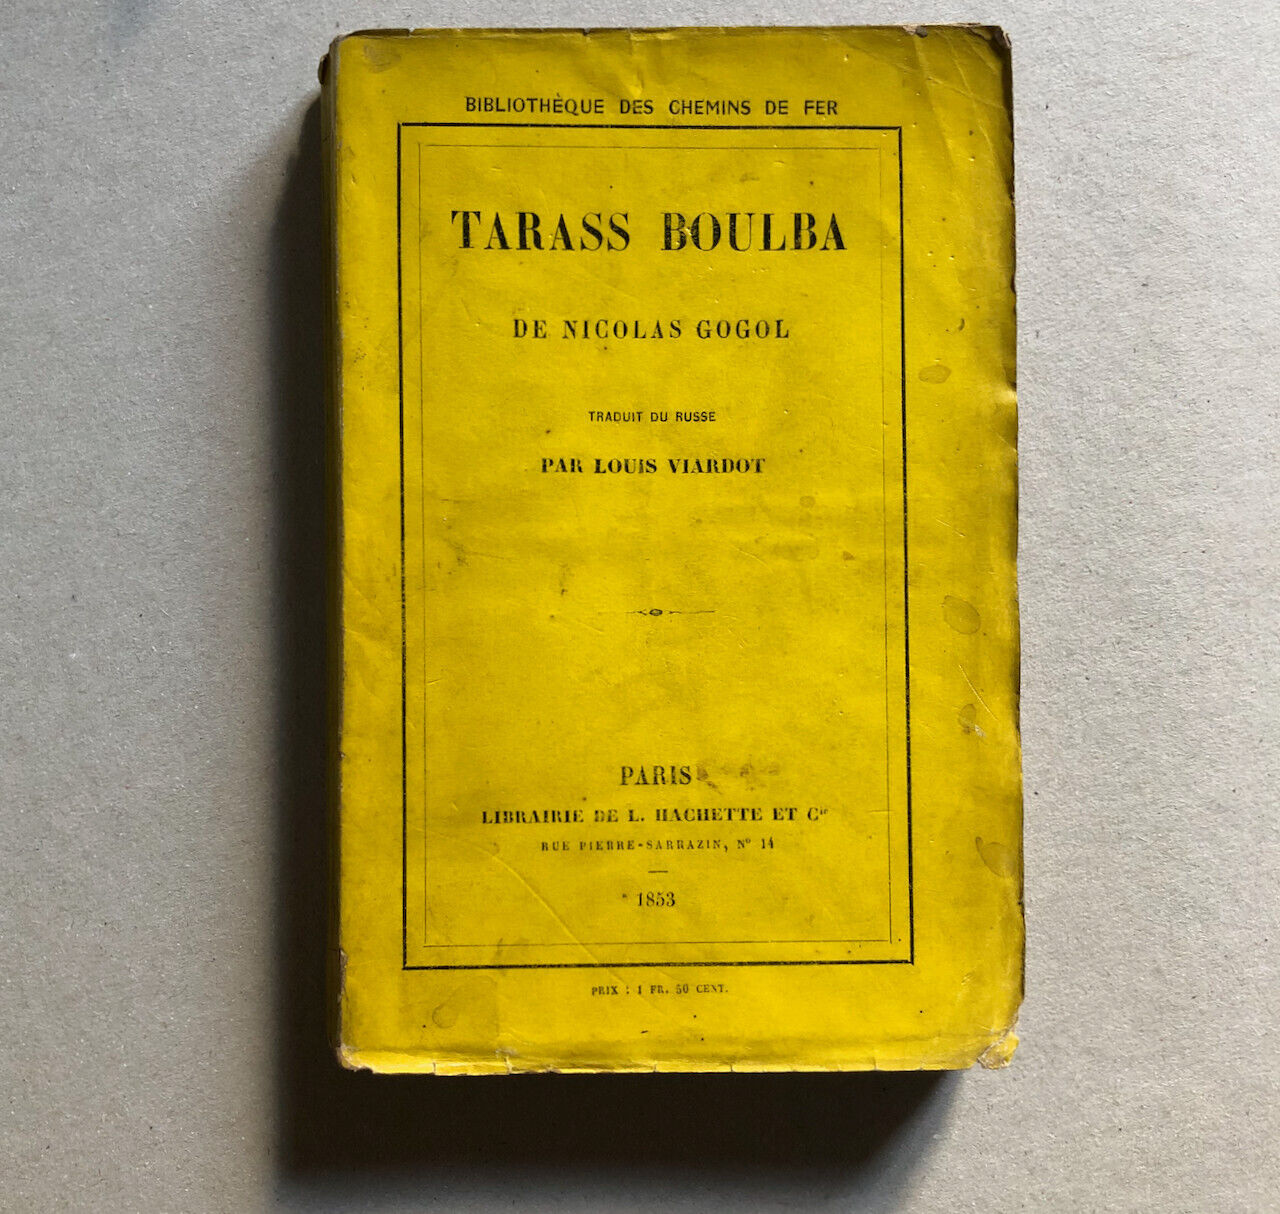 BIBLIOTHÈQUE DES CHEMINS DE FER
TARASS BOULBA
DE NICOLAS GOGOL
TRADUIT DU RUSSE
PAR LOUIS VIARDOT
PARIS
LIBRAIRIE DE L. HACHETTE ET Cie
RUE PIERRE-SARRAZIN, No 14
1853
PRIX : 1 FR. 50 CENT.